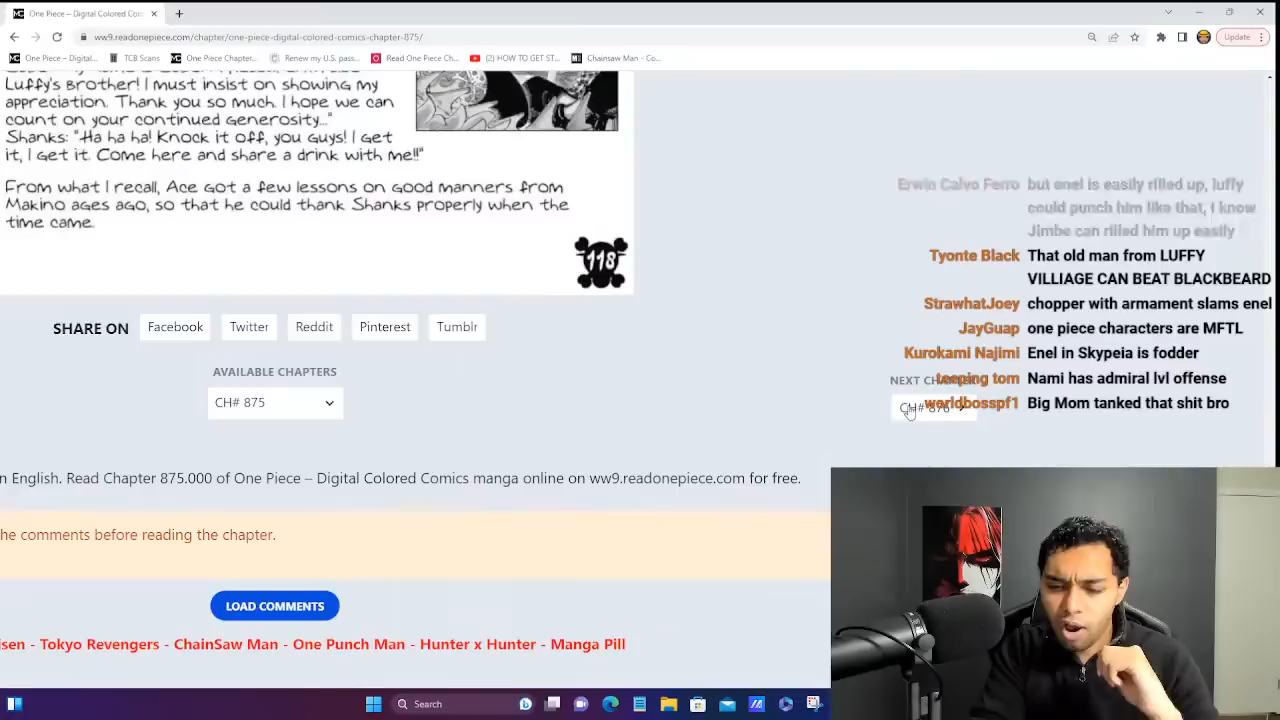 One Piece – Digital Colored Con
ww9.readonepiece.com/chapter/one-piece-digital-colored-comics-chapter-875/
Update
One Piece – Digital...
TCB Scans
One Piece Chapter...
Renew my U.S. pass...
Read One Piece Ch...
(2) HOW TO GET ST...
Chainsaw Man - Co...
Luffy's brother! I must insist on showing my
appreciation. Thank you so much. I hope we can
count on your continued generosity..."
Shanks: "Ha ha ha! Knock it off, you guys! I get
it, I get it. Come here and share a drink with me!!"
From what I recall, Ace got a few lessons on good manners from
Makino ages ago, so that he could thank Shanks properly when the
time came.
118
Erwin Calvo Ferro but enel is easily rilled up, luffy
could punch him like that, I know
Jimbe can rilled him up easily
Tyonte Black That old man from LUFFY
VILLIAGE CAN BEAT BLACKBEARD
StrawhatJoey chopper with armament slams enel
JayGuap one piece characters are MFTL
Kurokami Najimi Enel in Skypeia is fodder
teeping tom Nami has admiral lvl offense
worldbosspf1 Big Mom tanked that shit bro
SHARE ON Facebook Twitter Reddit Pinterest Tumblr
AVAILABLE CHAPTERS
CH# 875
NEXT CHAPTER
CH# 876
n English. Read Chapter 875.000 of One Piece – Digital Colored Comics manga online on ww9.readonepiece.com for free.
he comments before reading the chapter.
LOAD COMMENTS
isen - Tokyo Revengers - ChainSaw Man - One Punch Man - Hunter x Hunter - Manga Pill
Search